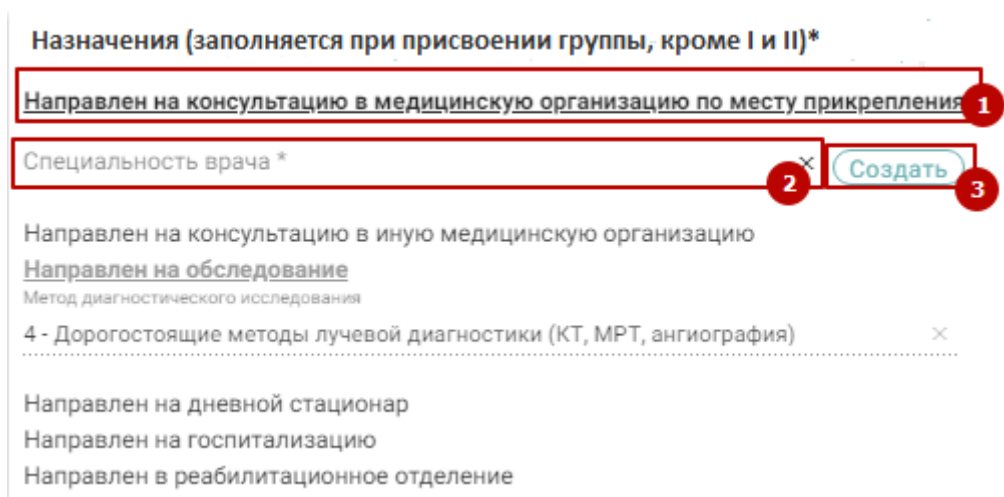 Назначения (заполняется при присвоении группы, кроме I и II)*
Направлен на консультацию в медицинскую организацию по месту прикрепления
1
Специальность врача *
×
2
Создать
3
Направлен на консультацию в иную медицинскую организацию
Направлен на обследование
Метод диагностического исследования
4 - Дорогостоящие методы лучевой диагностики (КТ, МРТ, ангиография) ×
Направлен на дневной стационар
Направлен на госпитализацию
Направлен в реабилитационное отделение